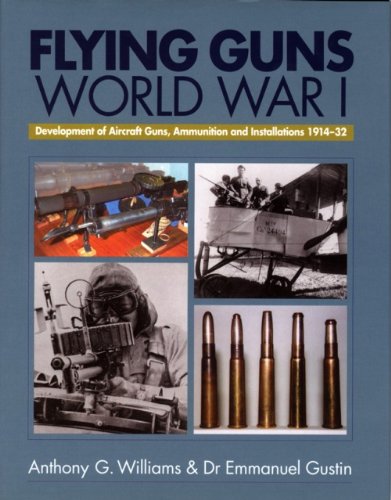 FLYING GUNS
WORLD WAR I
Development of Aircraft Guns, Ammunition and Installations 1914–32
Anthony G. Williams & Dr Emmanuel Gustin